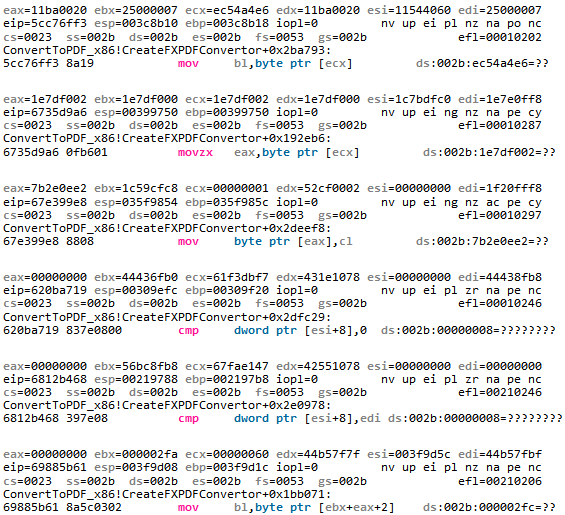 eax=11ba0020 ebx=25000007 ecx=ec54a4e6 edx=11ba0020 esi=11544060 edi=25000007
eip=5cc76ff3 esp=003c8b10 ebp=003c8b18 iopl=0 nv up ei pl nz na po nc
cs=0023 ss=002b ds=002b es=002b fs=0053 gs=002b efl=00010202
ConvertToPDF_x86!CreateFXPDFConvertor+0x2ba793:
5cc76ff3 8a19 mov bl,byte ptr [ecx] ds:002b:ec54a4e6=??
eax=1e7df002 ebx=1e7df000 ecx=1e7df002 edx=1e7df000 esi=1c7bdfc0 edi=1e7e0ff8
eip=6735d9a6 esp=00399750 ebp=00399750 iopl=0 nv up ei ng nz na pe cy
cs=0023 ss=002b ds=002b es=002b fs=0053 gs=002b efl=00010287
ConvertToPDF_x86!CreateFXPDFConvertor+0x192eb6:
6735d9a6 0fb601 movzx eax,byte ptr [ecx] ds:002b:1e7df002=??
eax=7b2e0ee2 ebx=1c59cfc8 ecx=00000001 edx=52cf0002 esi=00000000 edi=1f20fff8
eip=67e399e8 esp=035f9854 ebp=035f985c iopl=0 nv up ei ng nz ac pe cy
cs=0023 ss=002b ds=002b es=002b fs=0053 gs=002b efl=00010297
ConvertToPDF_x86!CreateFXPDFConvertor+0x2deef8:
67e399e8 8808 mov byte ptr [eax],cl ds:002b:7b2e0ee2=??
eax=00000000 ebx=44436fb0 ecx=61f3dbf7 edx=431e1078 esi=00000000 edi=44438fb8
eip=620ba719 esp=00309efc ebp=00309f20 iopl=0 nv up ei pl zr na pe nc
cs=0023 ss=002b ds=002b es=002b fs=0053 gs=002b efl=00010246
ConvertToPDF_x86!CreateFXPDFConvertor+0x2dfc29:
620ba719 837e0800 cmp dword ptr [esi+8],0 ds:002b:00000008=????????
eax=00000000 ebx=56bc8fb8 ecx=67fae147 edx=42551078 esi=00000000 edi=00000000
eip=6812b468 esp=00219788 ebp=002197b8 iopl=0 nv up ei pl zr na pe nc
cs=0023 ss=002b ds=002b es=002b fs=0053 gs=002b efl=00210246
ConvertToPDF_x86!CreateFXPDFConvertor+0x2e0978:
6812b468 397e08 cmp dword ptr [esi+8],edi ds:002b:00000008=????????
eax=00000000 ebx=000002fa ecx=00000060 edx=44b57f7f esi=003f9d5c edi=44b57fbf
eip=69885b61 esp=003f9d08 ebp=003f9d1c iopl=0 nv up ei pl nz na pe nc
cs=0023 ss=002b ds=002b es=002b fs=0053 gs=002b efl=00210206
ConvertToPDF_x86!CreateFXPDFConvertor+0x1bb071:
69885b61 8a5c0302 mov bl,byte ptr [ebx+eax+2] ds:002b:000002fc=??